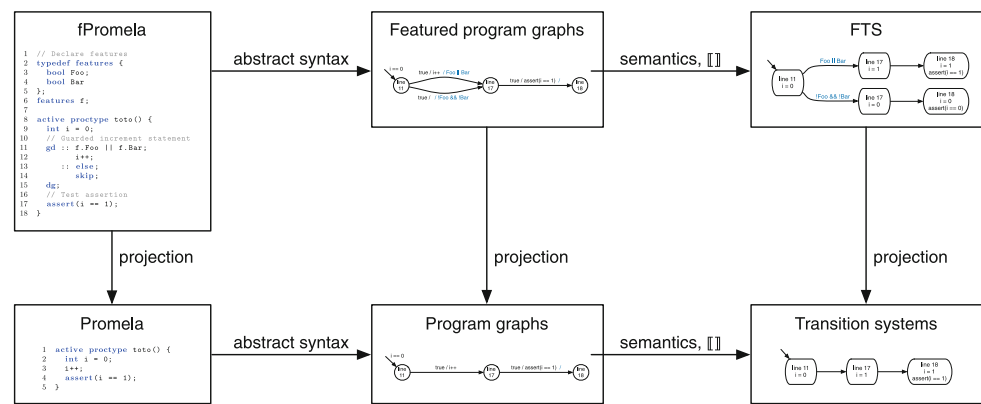 fPromela
1 // Declare features
2 typedef features {
3 bool Foo;
4 bool Bar
5 };
6 features f;
7
8 active proctype toto() {
9 int i = 0;
10 // Guarded increment statement
11 gd :: f.Foo || f.Bar;
12 i++;
13 :: else;
14 skip;
15 dg;
16 // Test assertion
17 assert(i == 1);
18 }
abstract syntax
Featured program graphs
i == 0
line 11
true / i++ / Foo || Bar
true / / !Foo && !Bar
line 17
true / assert(i == 1) /
line 18
semantics, ⟦⟧
FTS
line 11
i = 0
Foo || Bar
line 17
i = 1
line 18
i = 1
assert(i == 1)
!Foo && !Bar
line 17
i = 0
line 18
i = 0
assert(i == 0)
projection
projection
projection
Promela
1 active proctype toto() {
2 int i = 0;
3 i++;
4 assert(i == 1);
5 }
abstract syntax
Program graphs
i == 0
line 11
true / i++
line 17
true / assert(i == 1) /
line 18
semantics, ⟦⟧
Transition systems
line 11
i = 0
line 17
i = 1
line 18
i = 1
assert(i == 1)